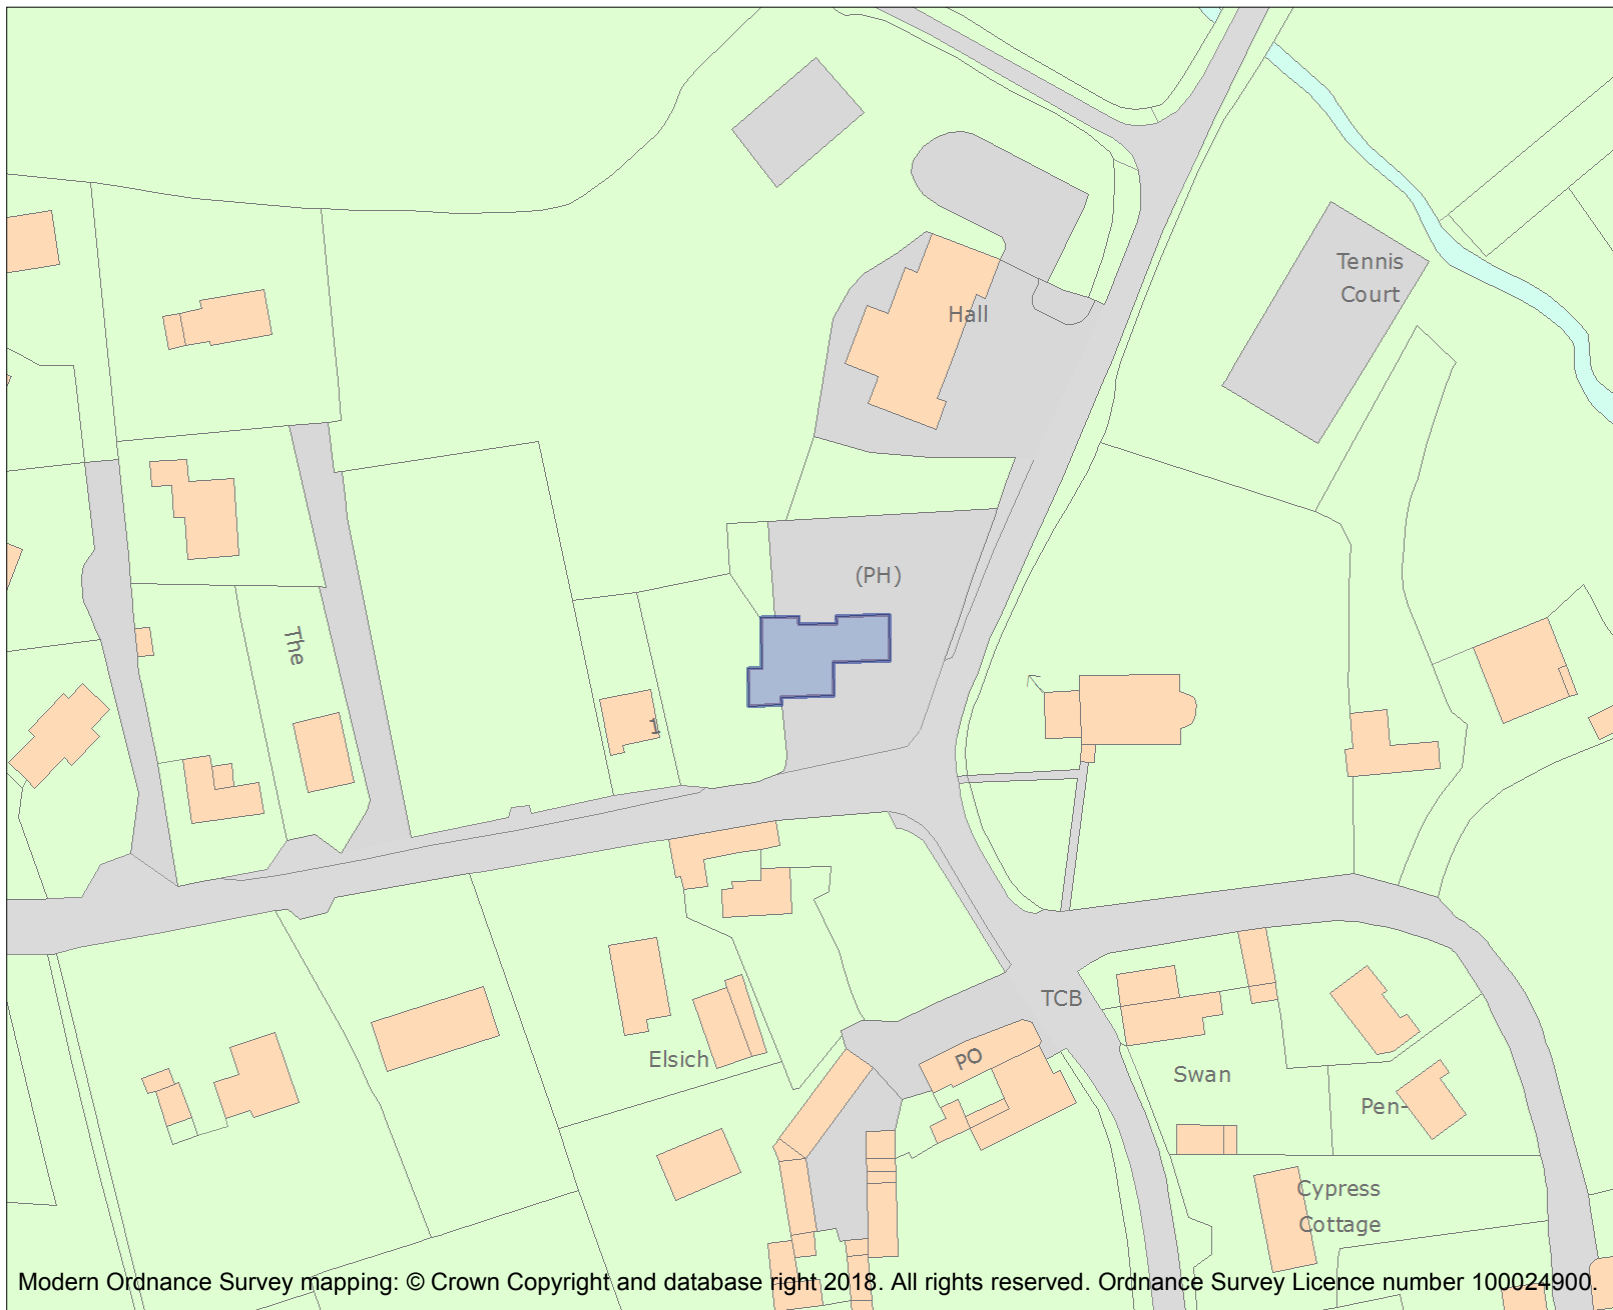 Tennis
Court
Hall
(PH)
The
1
TCB
PO
Elsich
Swan
Pen-
Cypress
Cottage
Modern Ordnance Survey mapping: © Crown Copyright and database right 2018. All rights reserved. Ordnance Survey Licence number 100024900.